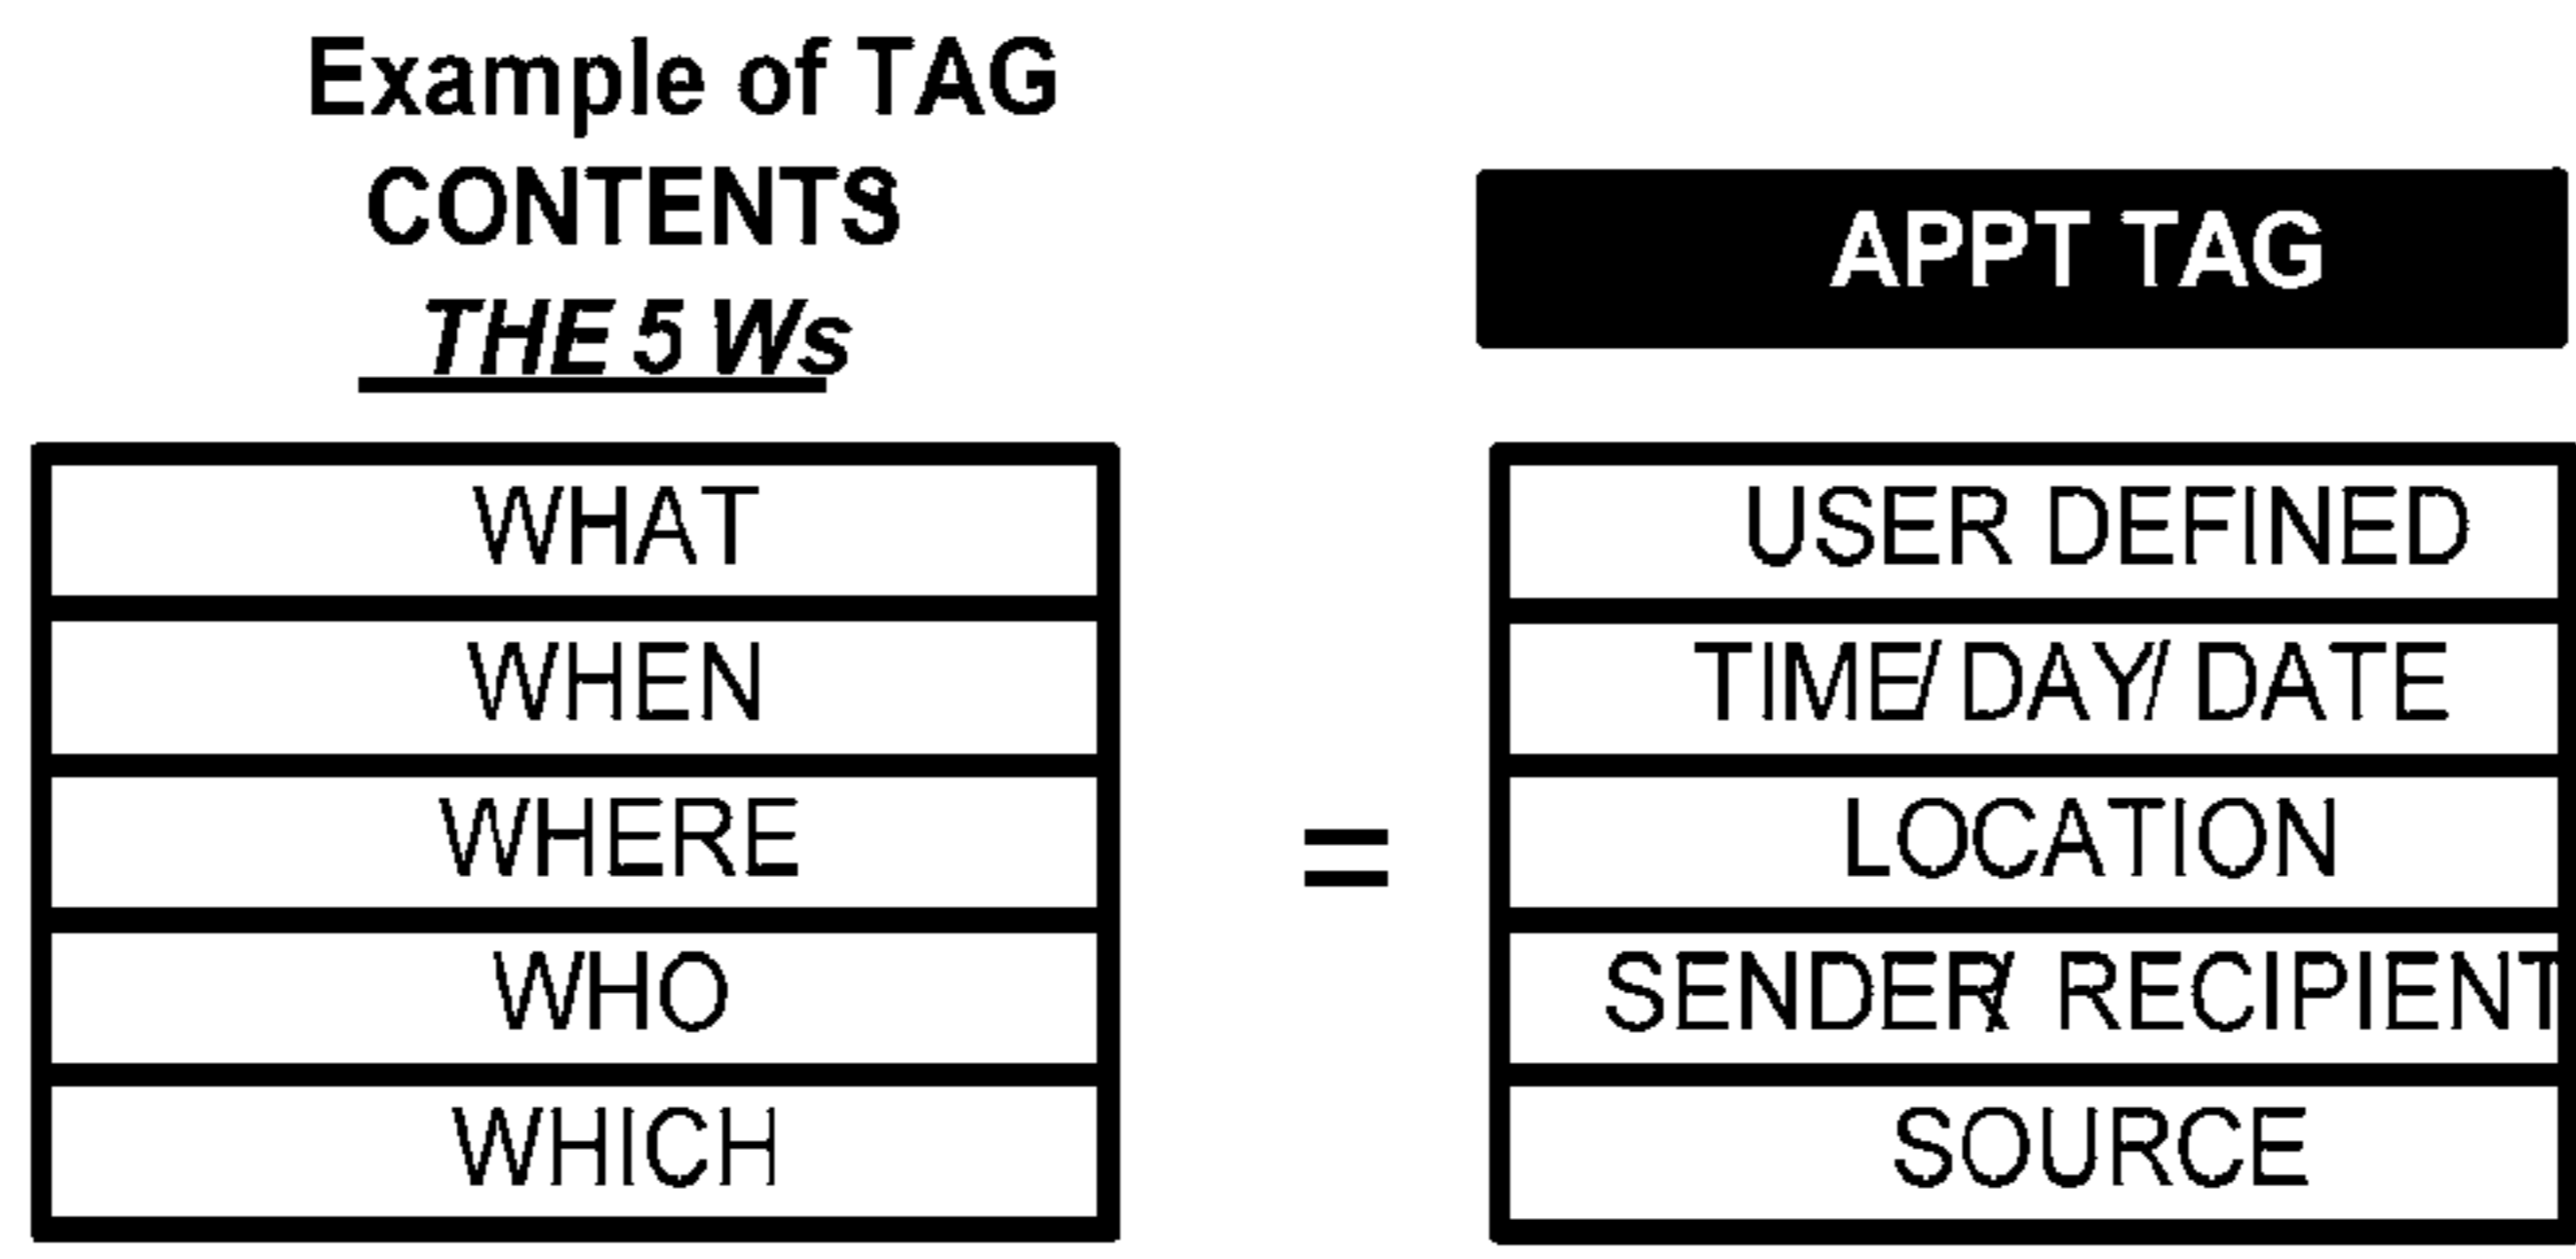 Example of TAG
CONTENTS
THE 5 Ws
APPT TAG
WHAT
USER DEFINED
WHEN
TIME/ DAY/ DATE
WHERE
=
LOCATION
WHO
SENDER/ RECIPIENT
WHICH
SOURCE